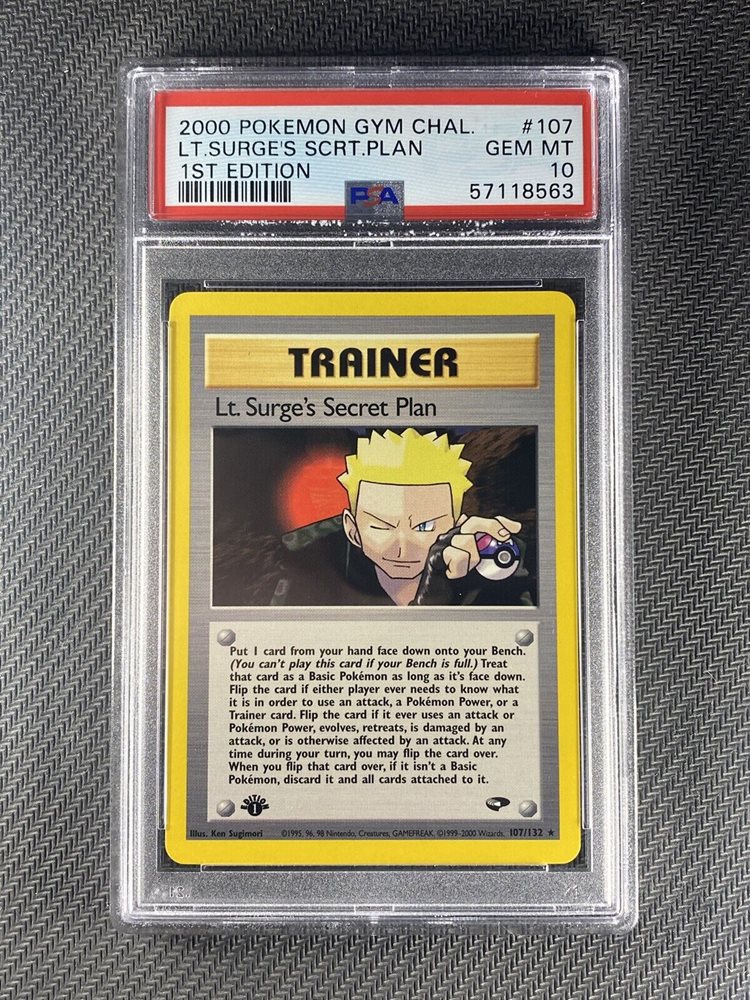 2000 POKEMON GYM CHAL. #107
LT.SURGE'S SCRT.PLAN GEM MT
1ST EDITION 10
PSA 57118563
TRAINER
Lt. Surge's Secret Plan
Put 1 card from your hand face down onto your Bench.
(You can't play this card if your Bench is full.) Treat
that card as a Basic Pokémon as long as it's face down.
Flip the card if either player ever needs to know what
it is in order to use an attack, a Pokémon Power, or a
Trainer card. Flip the card if it ever uses an attack or
Pokémon Power, evolves, retreats, is damaged by an
attack, or is otherwise affected by an attack. At any
time during your turn, you may flip the card over.
When you flip that card over, if it isn't a Basic
Pokémon, discard it and all cards attached to it.
EDITION 1
Illus. Ken Sugimori ©1995, 96, 98 Nintendo, Creatures, GAMEFREAK. ©1999-2000 Wizards. 107/132 ★